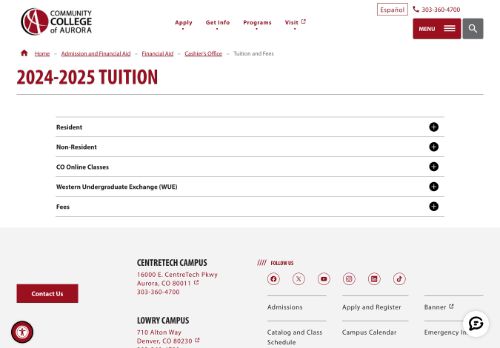 COMMUNITY
COLLEGE
of AURORA
Español
303-360-4700
Apply
Get Info
Programs
Visit
MENU
Home – Admission and Financial Aid – Financial Aid – Cashier's Office – Tuition and Fees
2024-2025 TUITION
Resident
Non-Resident
CO Online Classes
Western Undergraduate Exchange (WUE)
Fees
Contact Us
CENTRETECH CAMPUS
16000 E. CentreTech Pkwy
Aurora, CO 80011
303-360-4700
LOWRY CAMPUS
710 Alton Way
Denver, CO 80230
//// FOLLOW US
Admissions
Apply and Register
Banner
Catalog and Class
Schedule
Campus Calendar
Emergency